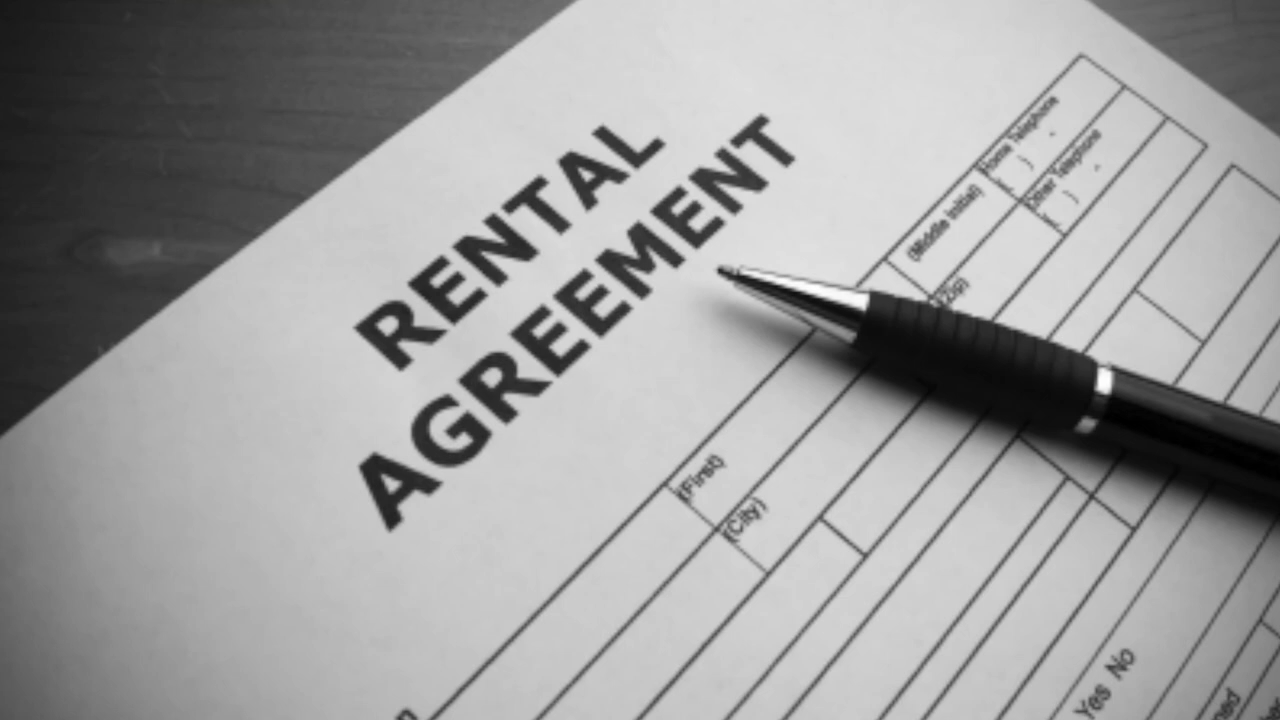 RENTAL
AGREEMENT
(First)
(Middle Initial)
Home Telephone
( ) -
(City)
(Zip)
Other Telephone
( ) -
Yes No